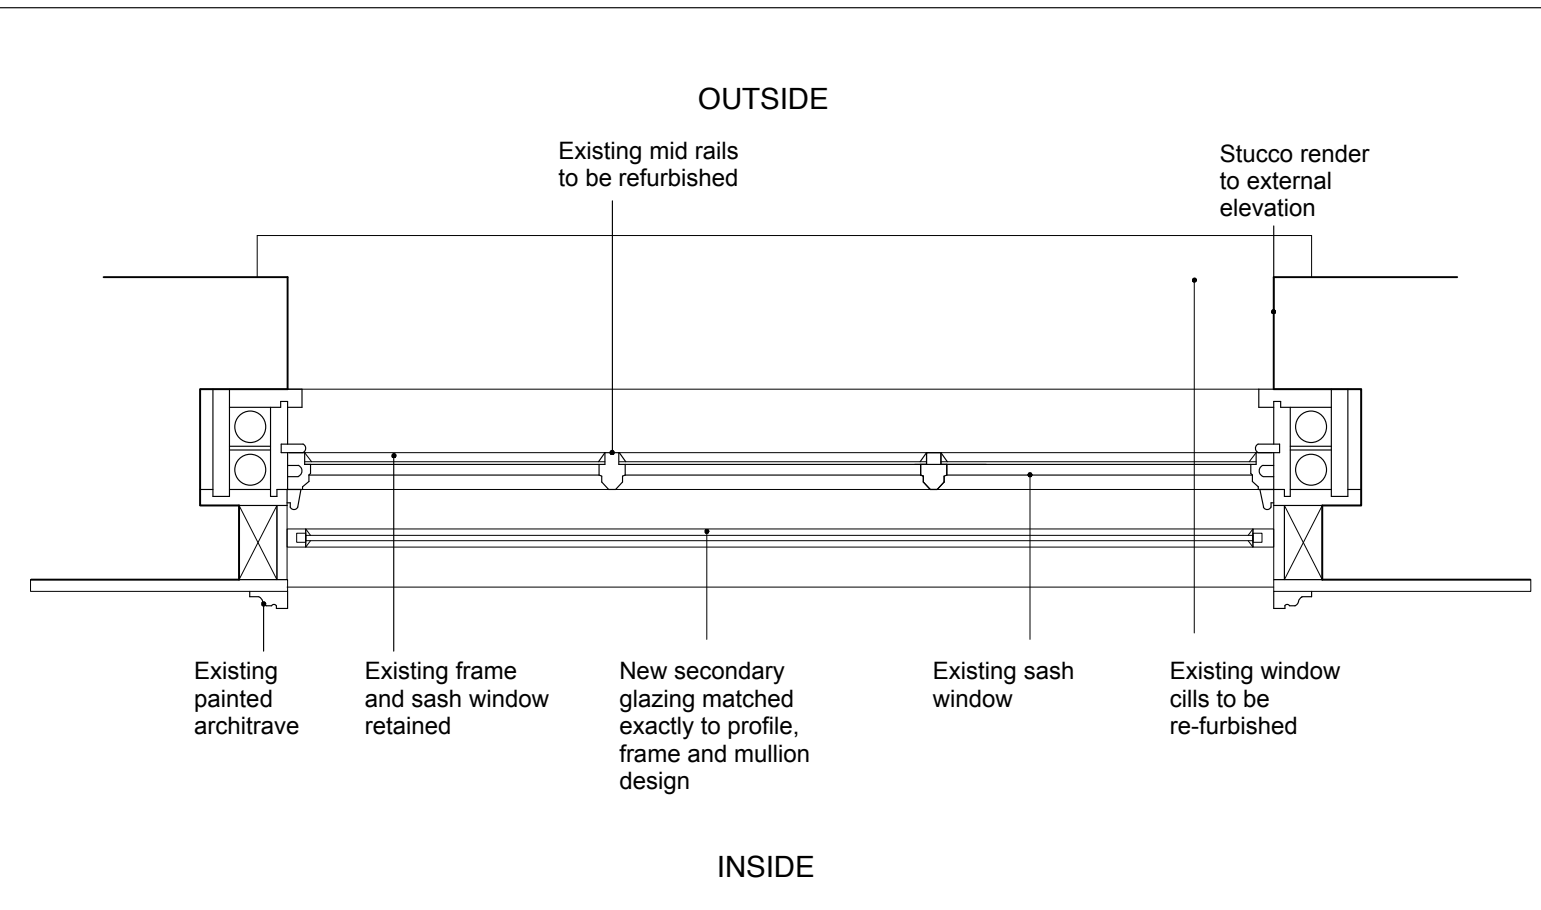 OUTSIDE
Existing mid rails
to be refurbished
Stucco render
to external
elevation
Existing
painted
architrave
Existing frame
and sash window
retained
New secondary
glazing matched
exactly to profile,
frame and mullion
design
Existing sash
window
Existing window
cills to be
re-furbished
INSIDE